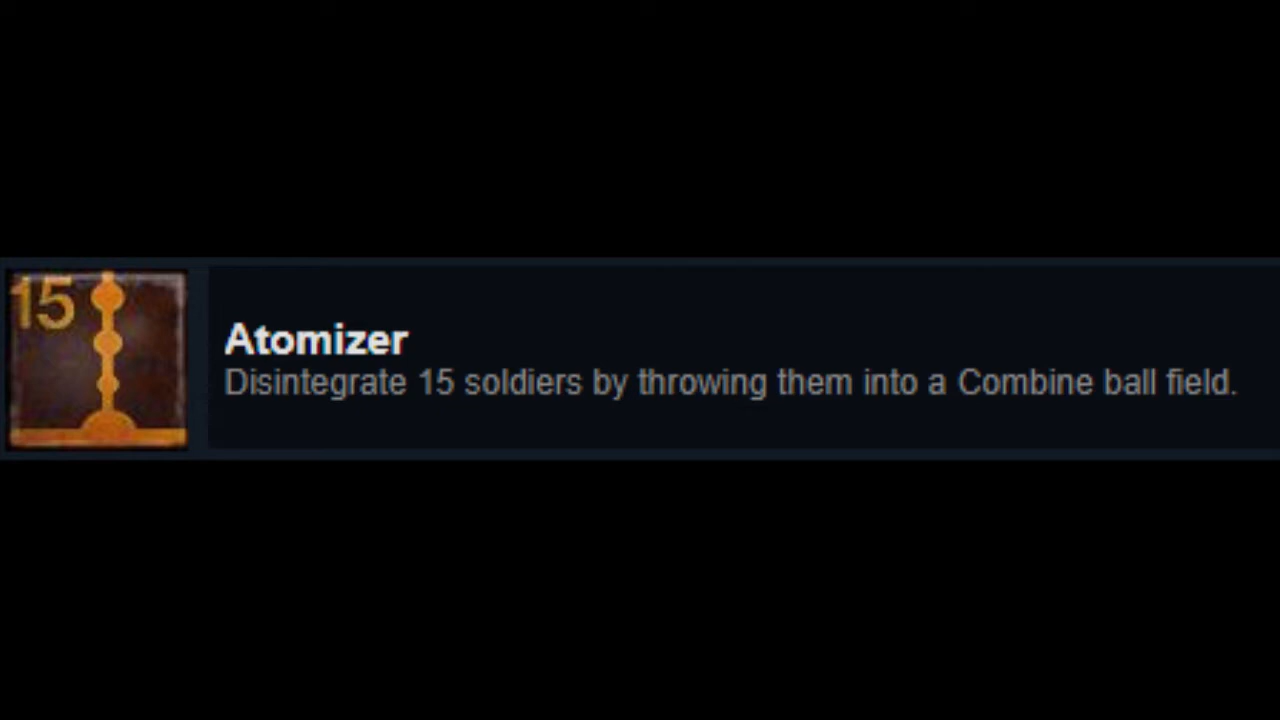 15
Atomizer
Disintegrate 15 soldiers by throwing them into a Combine ball field.